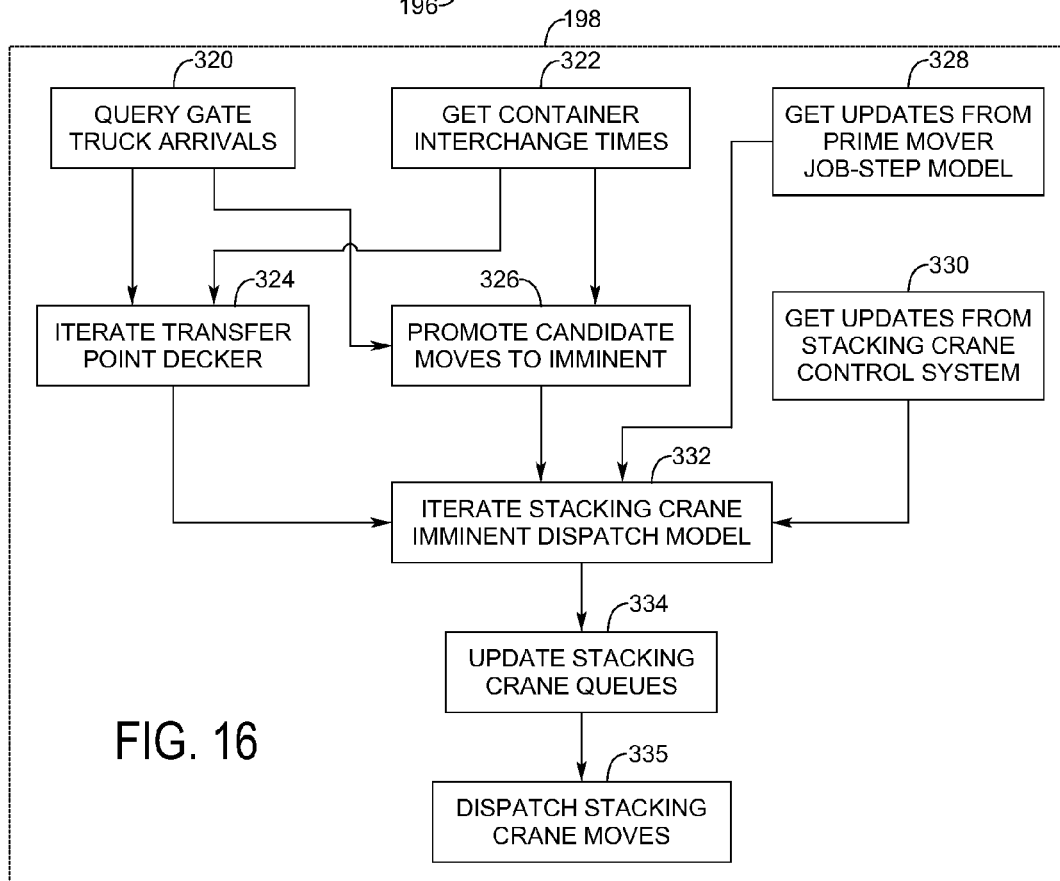 196
198
320
QUERY GATE
TRUCK ARRIVALS
322
GET CONTAINER
INTERCHANGE TIMES
328
GET UPDATES FROM
PRIME MOVER
JOB-STEP MODEL
324
ITERATE TRANSFER
POINT DECKER
326
PROMOTE CANDIDATE
MOVES TO IMMINENT
330
GET UPDATES FROM
STACKING CRANE
CONTROL SYSTEM
332
ITERATE STACKING CRANE
IMMINENT DISPATCH MODEL
334
UPDATE STACKING
CRANE QUEUES
FIG. 16
335
DISPATCH STACKING
CRANE MOVES